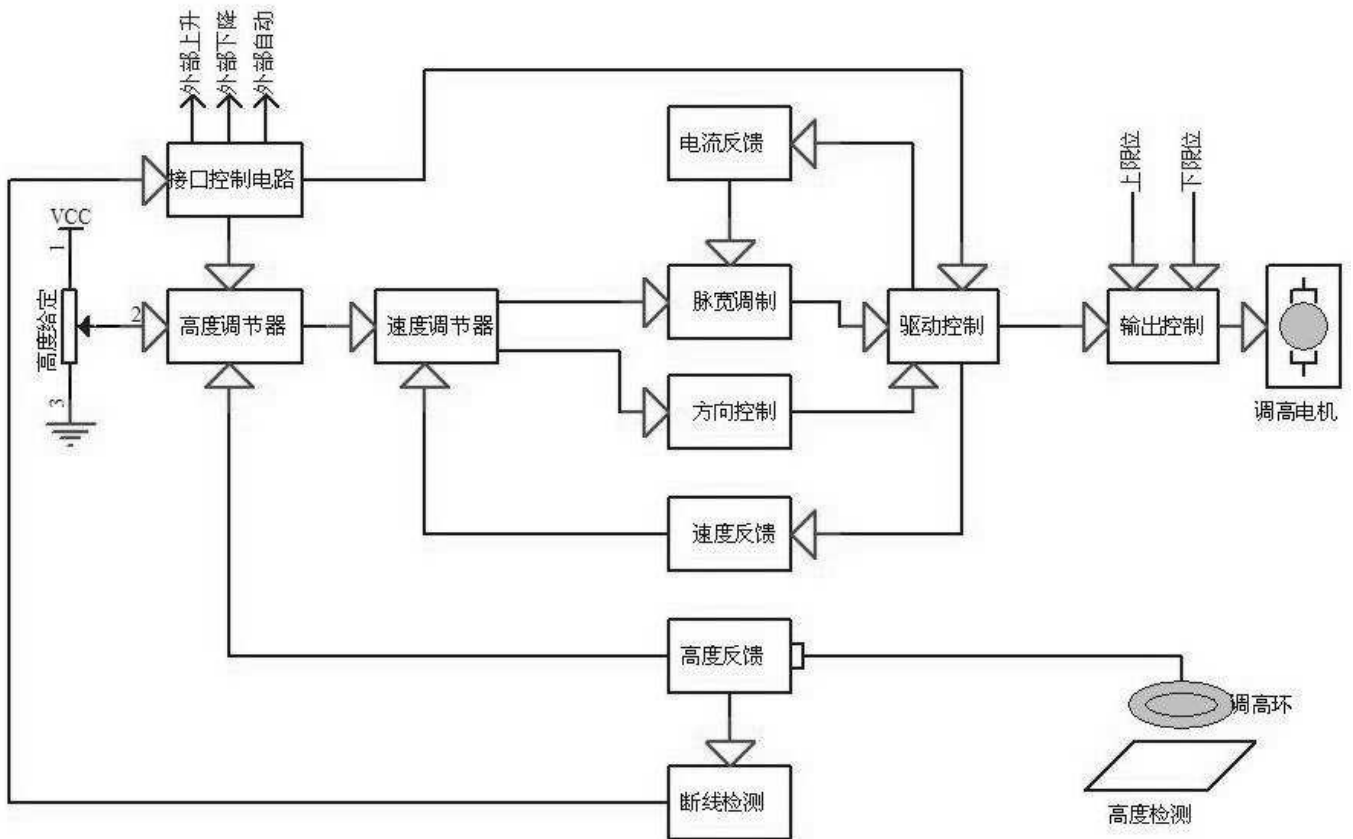 外部上升
外部下降
外部自动
接口控制电路
电流反馈
上限位
下限位
VCC
1
高度给定
2
3
高度调节器
速度调节器
脉宽调制
驱动控制
输出控制
方向控制
调高电机
速度反馈
高度反馈
调高环
断线检测
高度检测